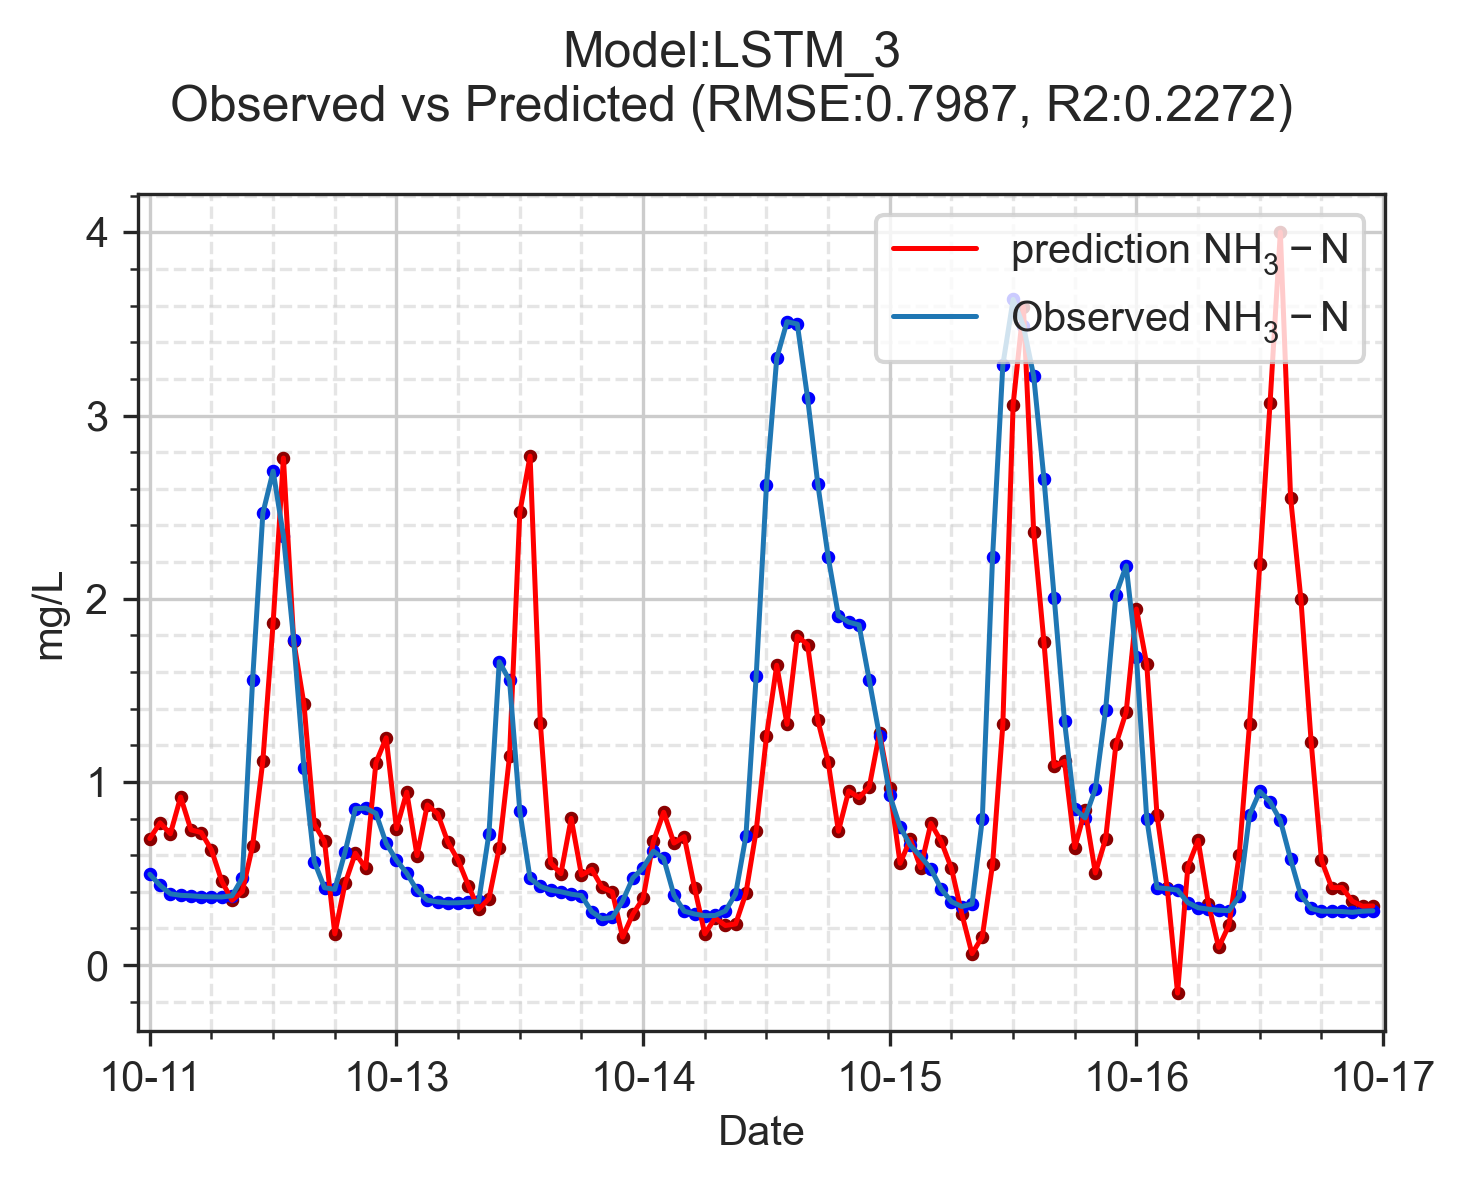 Model:LSTM_3
Observed vs Predicted (RMSE:0.7987, R2:0.2272)
prediction NH₃ − N
Observed NH₃ − N
4
3
2
1
0
mg/L
10-11 10-13 10-14 10-15 10-16 10-17
Date